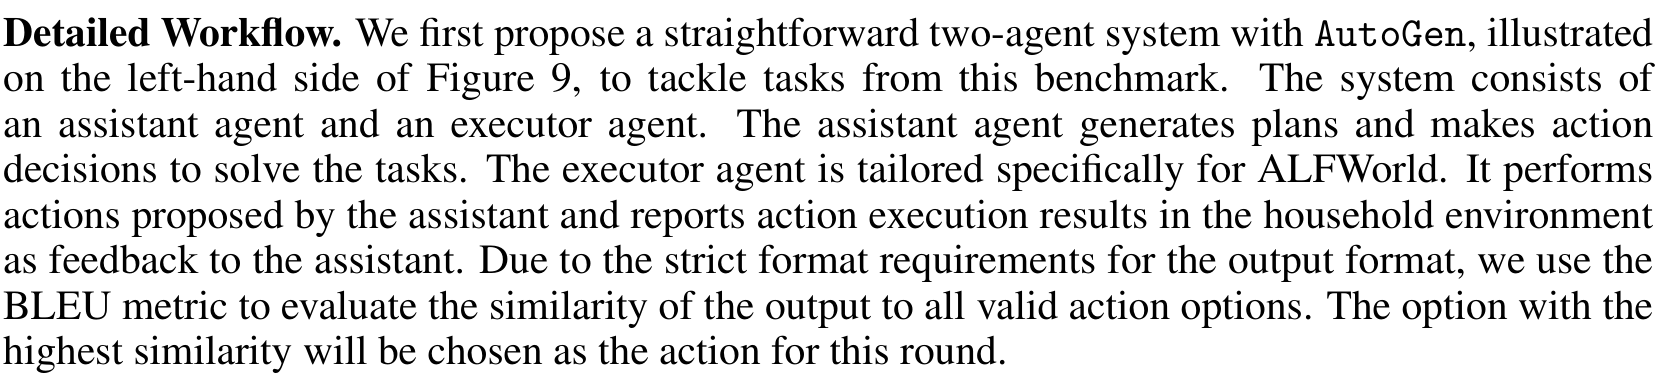 Detailed Workflow. We first propose a straightforward two-agent system with AutoGen, illustrated
on the left-hand side of Figure 9, to tackle tasks from this benchmark. The system consists of
an assistant agent and an executor agent. The assistant agent generates plans and makes action
decisions to solve the tasks. The executor agent is tailored specifically for ALFWorld. It performs
actions proposed by the assistant and reports action execution results in the household environment
as feedback to the assistant. Due to the strict format requirements for the output format, we use the
BLEU metric to evaluate the similarity of the output to all valid action options. The option with the
highest similarity will be chosen as the action for this round.